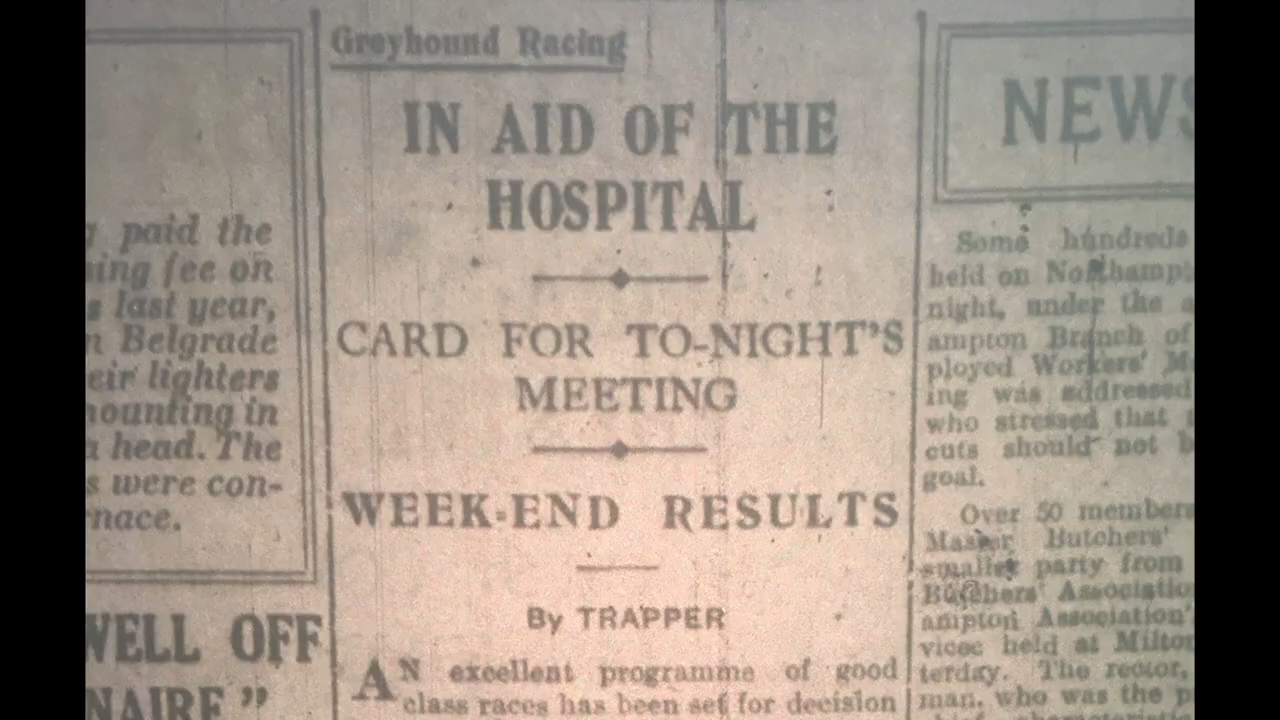 paid the
ing fee on
last year,
Belgrade
eir lighters
ounting in
head. The
s were con-
nace.
WELL OFF
NAIRE"
Greyhound Racing
IN AID OF THE
HOSPITAL
CARD FOR TO-NIGHT'S
MEETING
WEEK-END RESULTS
By TRAPPER
AN excellent programme of good
class races has been set for decision
NEWS
Some hundreds
held on Northampt
night, under the a
ampton Branch of
ployed Workers' M
ing was addressed
who stressed that
cuts should not b
goal.
Over 50 members
Master Butchers'
smaller party from
Butchers' Associatio
ampton Association'
vicec held at Milton
terday. The rector,
man, who was the p